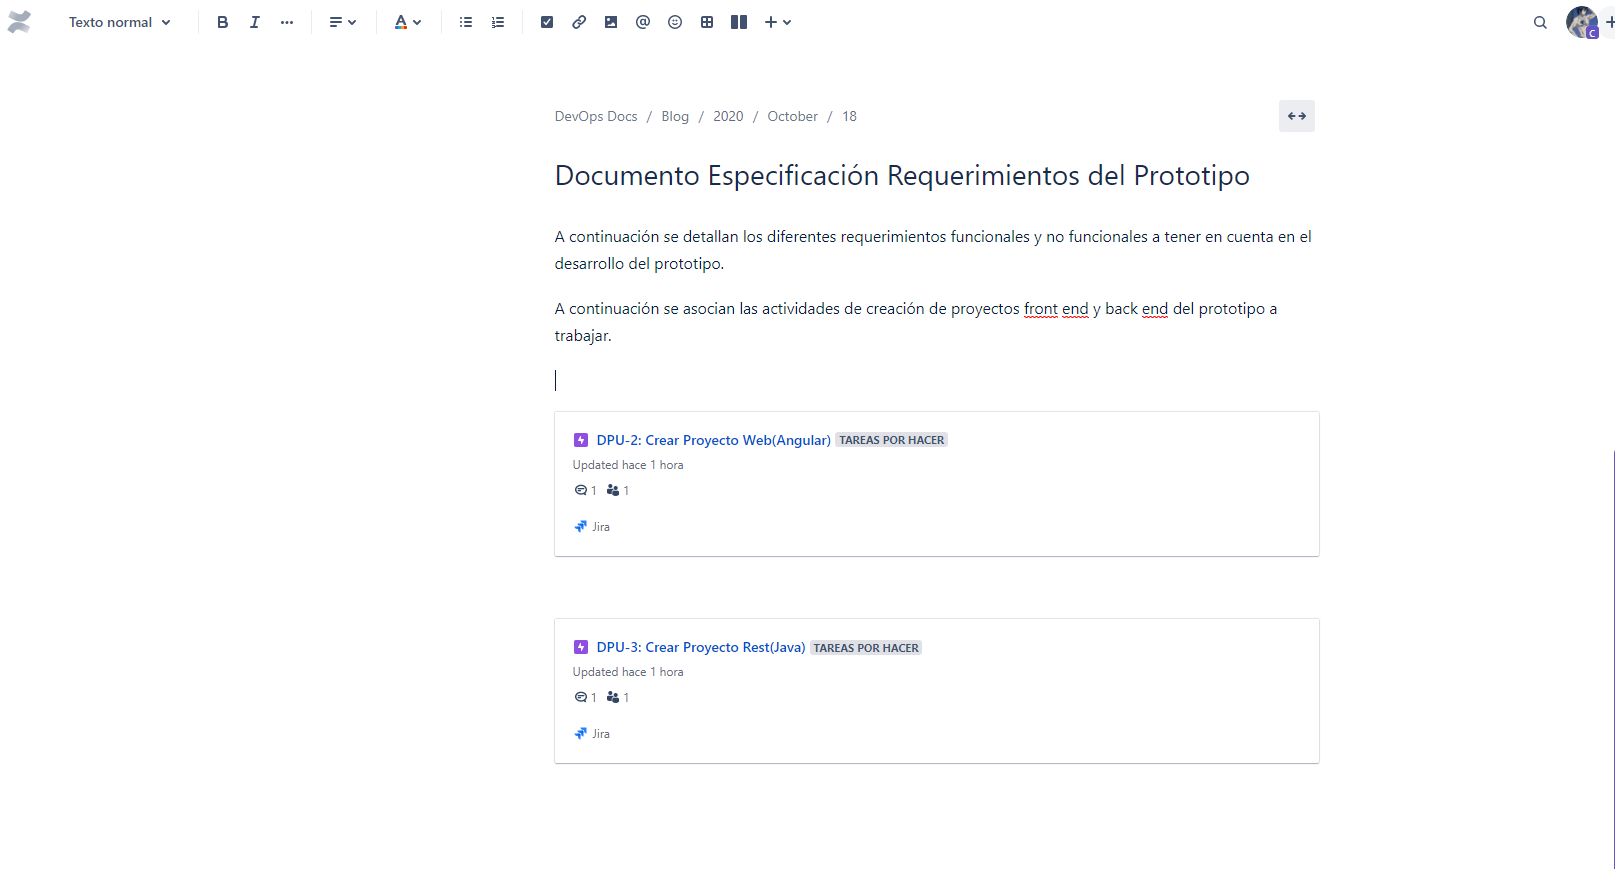 Texto normal B I A @
DevOps Docs / Blog / 2020 / October / 18
Documento Especificación Requerimientos del Prototipo
A continuación se detallan los diferentes requerimientos funcionales y no funcionales a tener en cuenta en el
desarrollo del prototipo.
A continuación se asocian las actividades de creación de proyectos front end y back end del prototipo a
trabajar.
DPU-2: Crear Proyecto Web(Angular) TAREAS POR HACER
Updated hace 1 hora
1 1
Jira
DPU-3: Crear Proyecto Rest(Java) TAREAS POR HACER
Updated hace 1 hora
1 1
Jira
C